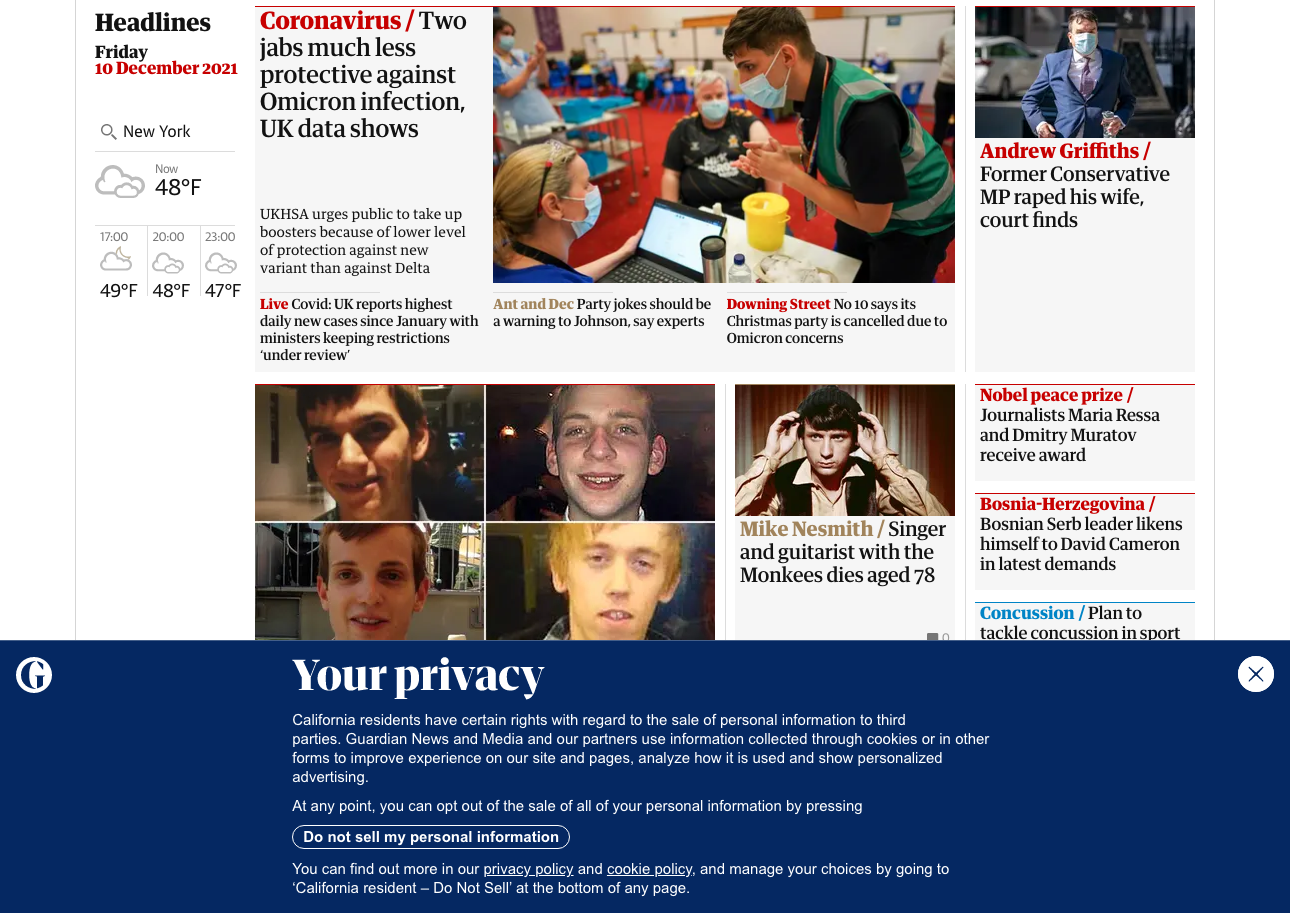 Headlines
Friday
10 December 2021
New York
Now
48°F
17:00
20:00
23:00
49°F
48°F
47°F
Coronavirus / Two
jabs much less
protective against
Omicron infection,
UK data shows
UKHSA urges public to take up
boosters because of lower level
of protection against new
variant than against Delta
Live Covid: UK reports highest
daily new cases since January with
ministers keeping restrictions
‘under review’
Ant and Dec Party jokes should be
a warning to Johnson, say experts
Downing Street No 10 says its
Christmas party is cancelled due to
Omicron concerns
Andrew Griffiths /
Former Conservative
MP raped his wife,
court finds
Mike Nesmith / Singer
and guitarist with the
Monkees dies aged 78
0
Nobel peace prize /
Journalists Maria Ressa
and Dmitry Muratov
receive award
Bosnia-Herzegovina /
Bosnian Serb leader likens
himself to David Cameron
in latest demands
Concussion / Plan to
tackle concussion in sport
G
Your privacy
California residents have certain rights with regard to the sale of personal information to third
parties. Guardian News and Media and our partners use information collected through cookies or in other
forms to improve experience on our site and pages, analyze how it is used and show personalized
advertising.
At any point, you can opt out of the sale of all of your personal information by pressing
Do not sell my personal information
You can find out more in our privacy policy and cookie policy, and manage your choices by going to
‘California resident – Do Not Sell’ at the bottom of any page.